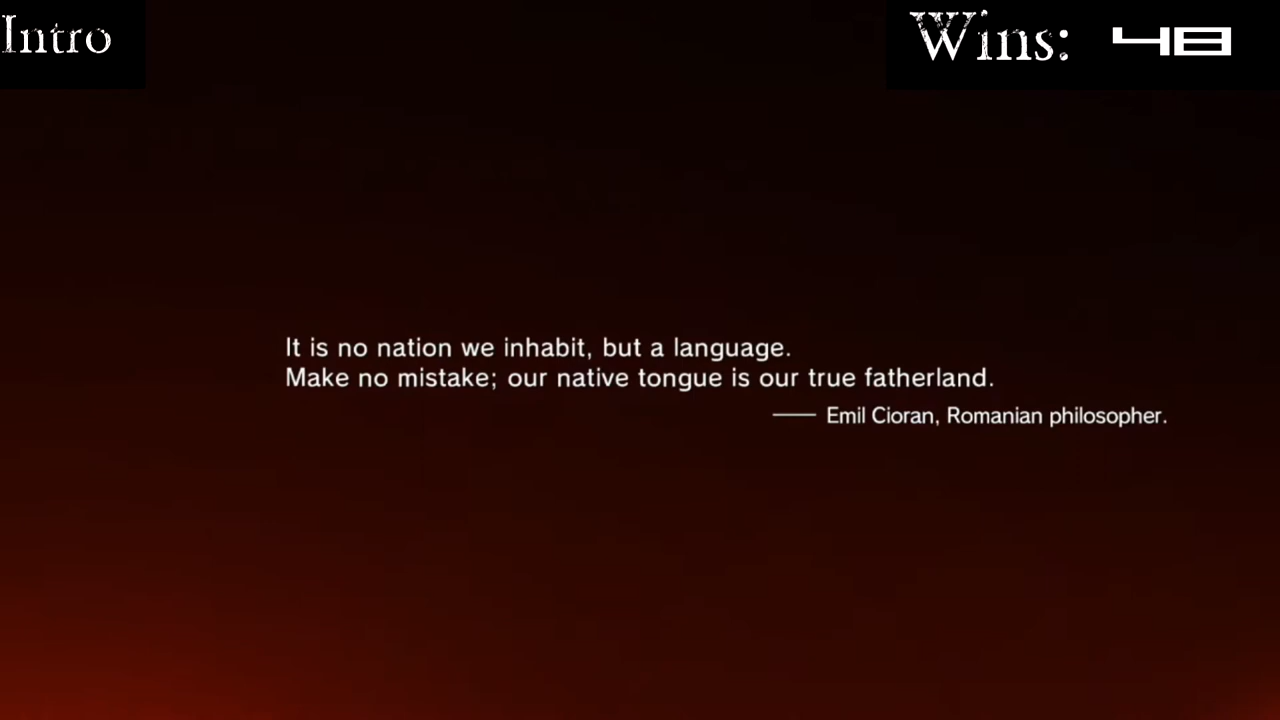 Intro
Wins: 48
It is no nation we inhabit, but a language.
Make no mistake; our native tongue is our true fatherland.
—— Emil Cioran, Romanian philosopher.